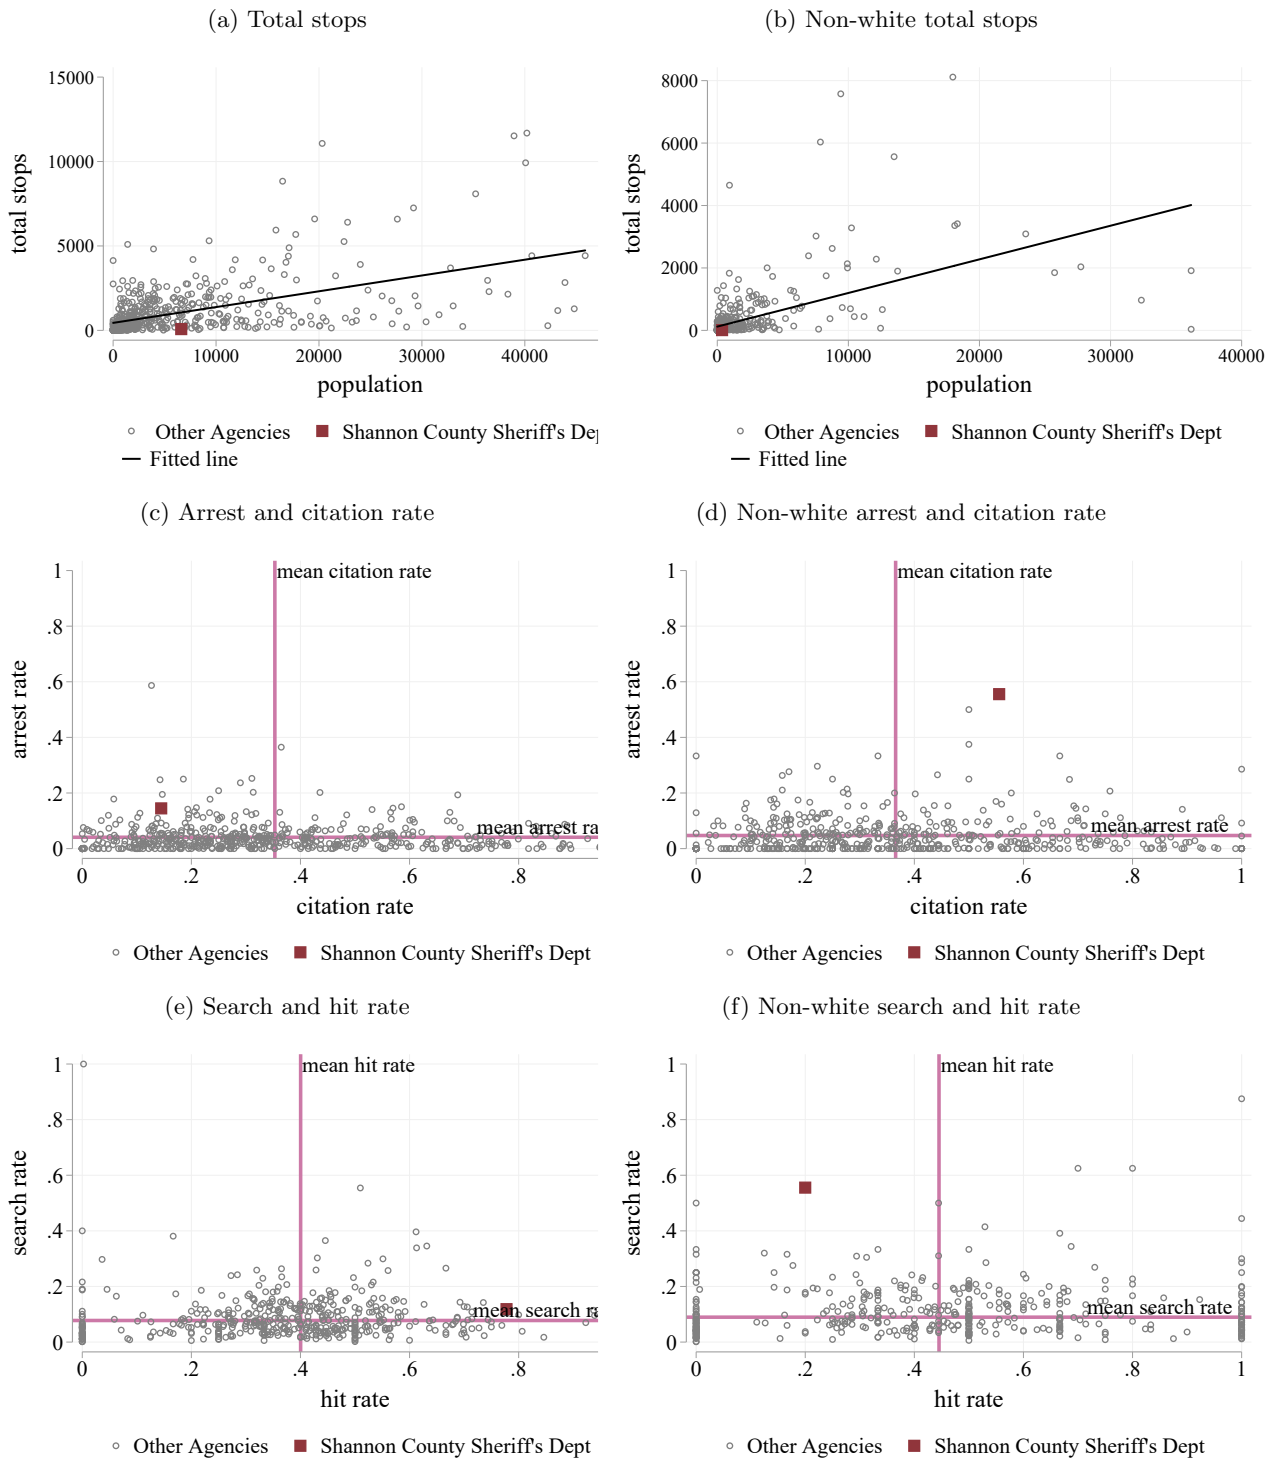 (a) Total stops
(b) Non-white total stops
total stops
15000
10000
5000
0
0 10000 20000 30000 40000
population
Other Agencies Shannon County Sheriff's Dep
Fitted line
total stops
8000
6000
4000
2000
0
0 10000 20000 30000 40000
population
Other Agencies Shannon County Sheriff's Dept
Fitted line
(c) Arrest and citation rate
(d) Non-white arrest and citation rate
arrest rate
1
.8
.6
.4
.2
0
mean citation rate
mean arrest ra
0 .2 .4 .6 .8
citation rate
Other Agencies Shannon County Sheriff's Dept
arrest rate
1
.8
.6
.4
.2
0
mean citation rate
mean arrest rate
0 .2 .4 .6 .8 1
citation rate
Other Agencies Shannon County Sheriff's Dept
(e) Search and hit rate
(f) Non-white search and hit rate
search rate
1
.8
.6
.4
.2
0
mean hit rate
mean search ra
0 .2 .4 .6 .8
hit rate
Other Agencies Shannon County Sheriff's Dept
search rate
1
.8
.6
.4
.2
0
mean hit rate
mean search rate
0 .2 .4 .6 .8 1
hit rate
Other Agencies Shannon County Sheriff's Dept